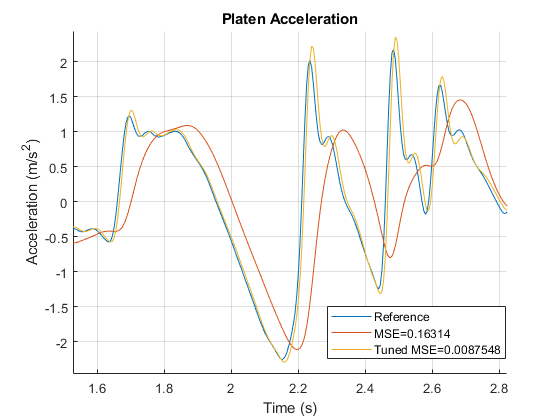 Platen Acceleration
Acceleration (m/s²)
2
1.5
1
0.5
0
-0.5
-1
-1.5
-2
Reference
MSE=0.16314
Tuned MSE=0.0087548
1.6 1.8 2 2.2 2.4 2.6 2.8
Time (s)